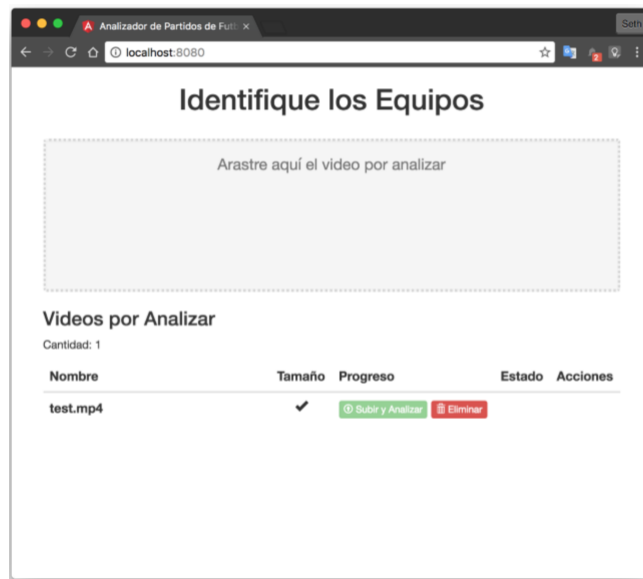 Analizador de Partidos de Fut
Seth
localhost:8080
Identifique los Equipos
Arastre aquí el video por analizar
Videos por Analizar
Cantidad: 1
Nombre Tamaño Progreso Estado Acciones
test.mp4 Subir y Analizar Eliminar